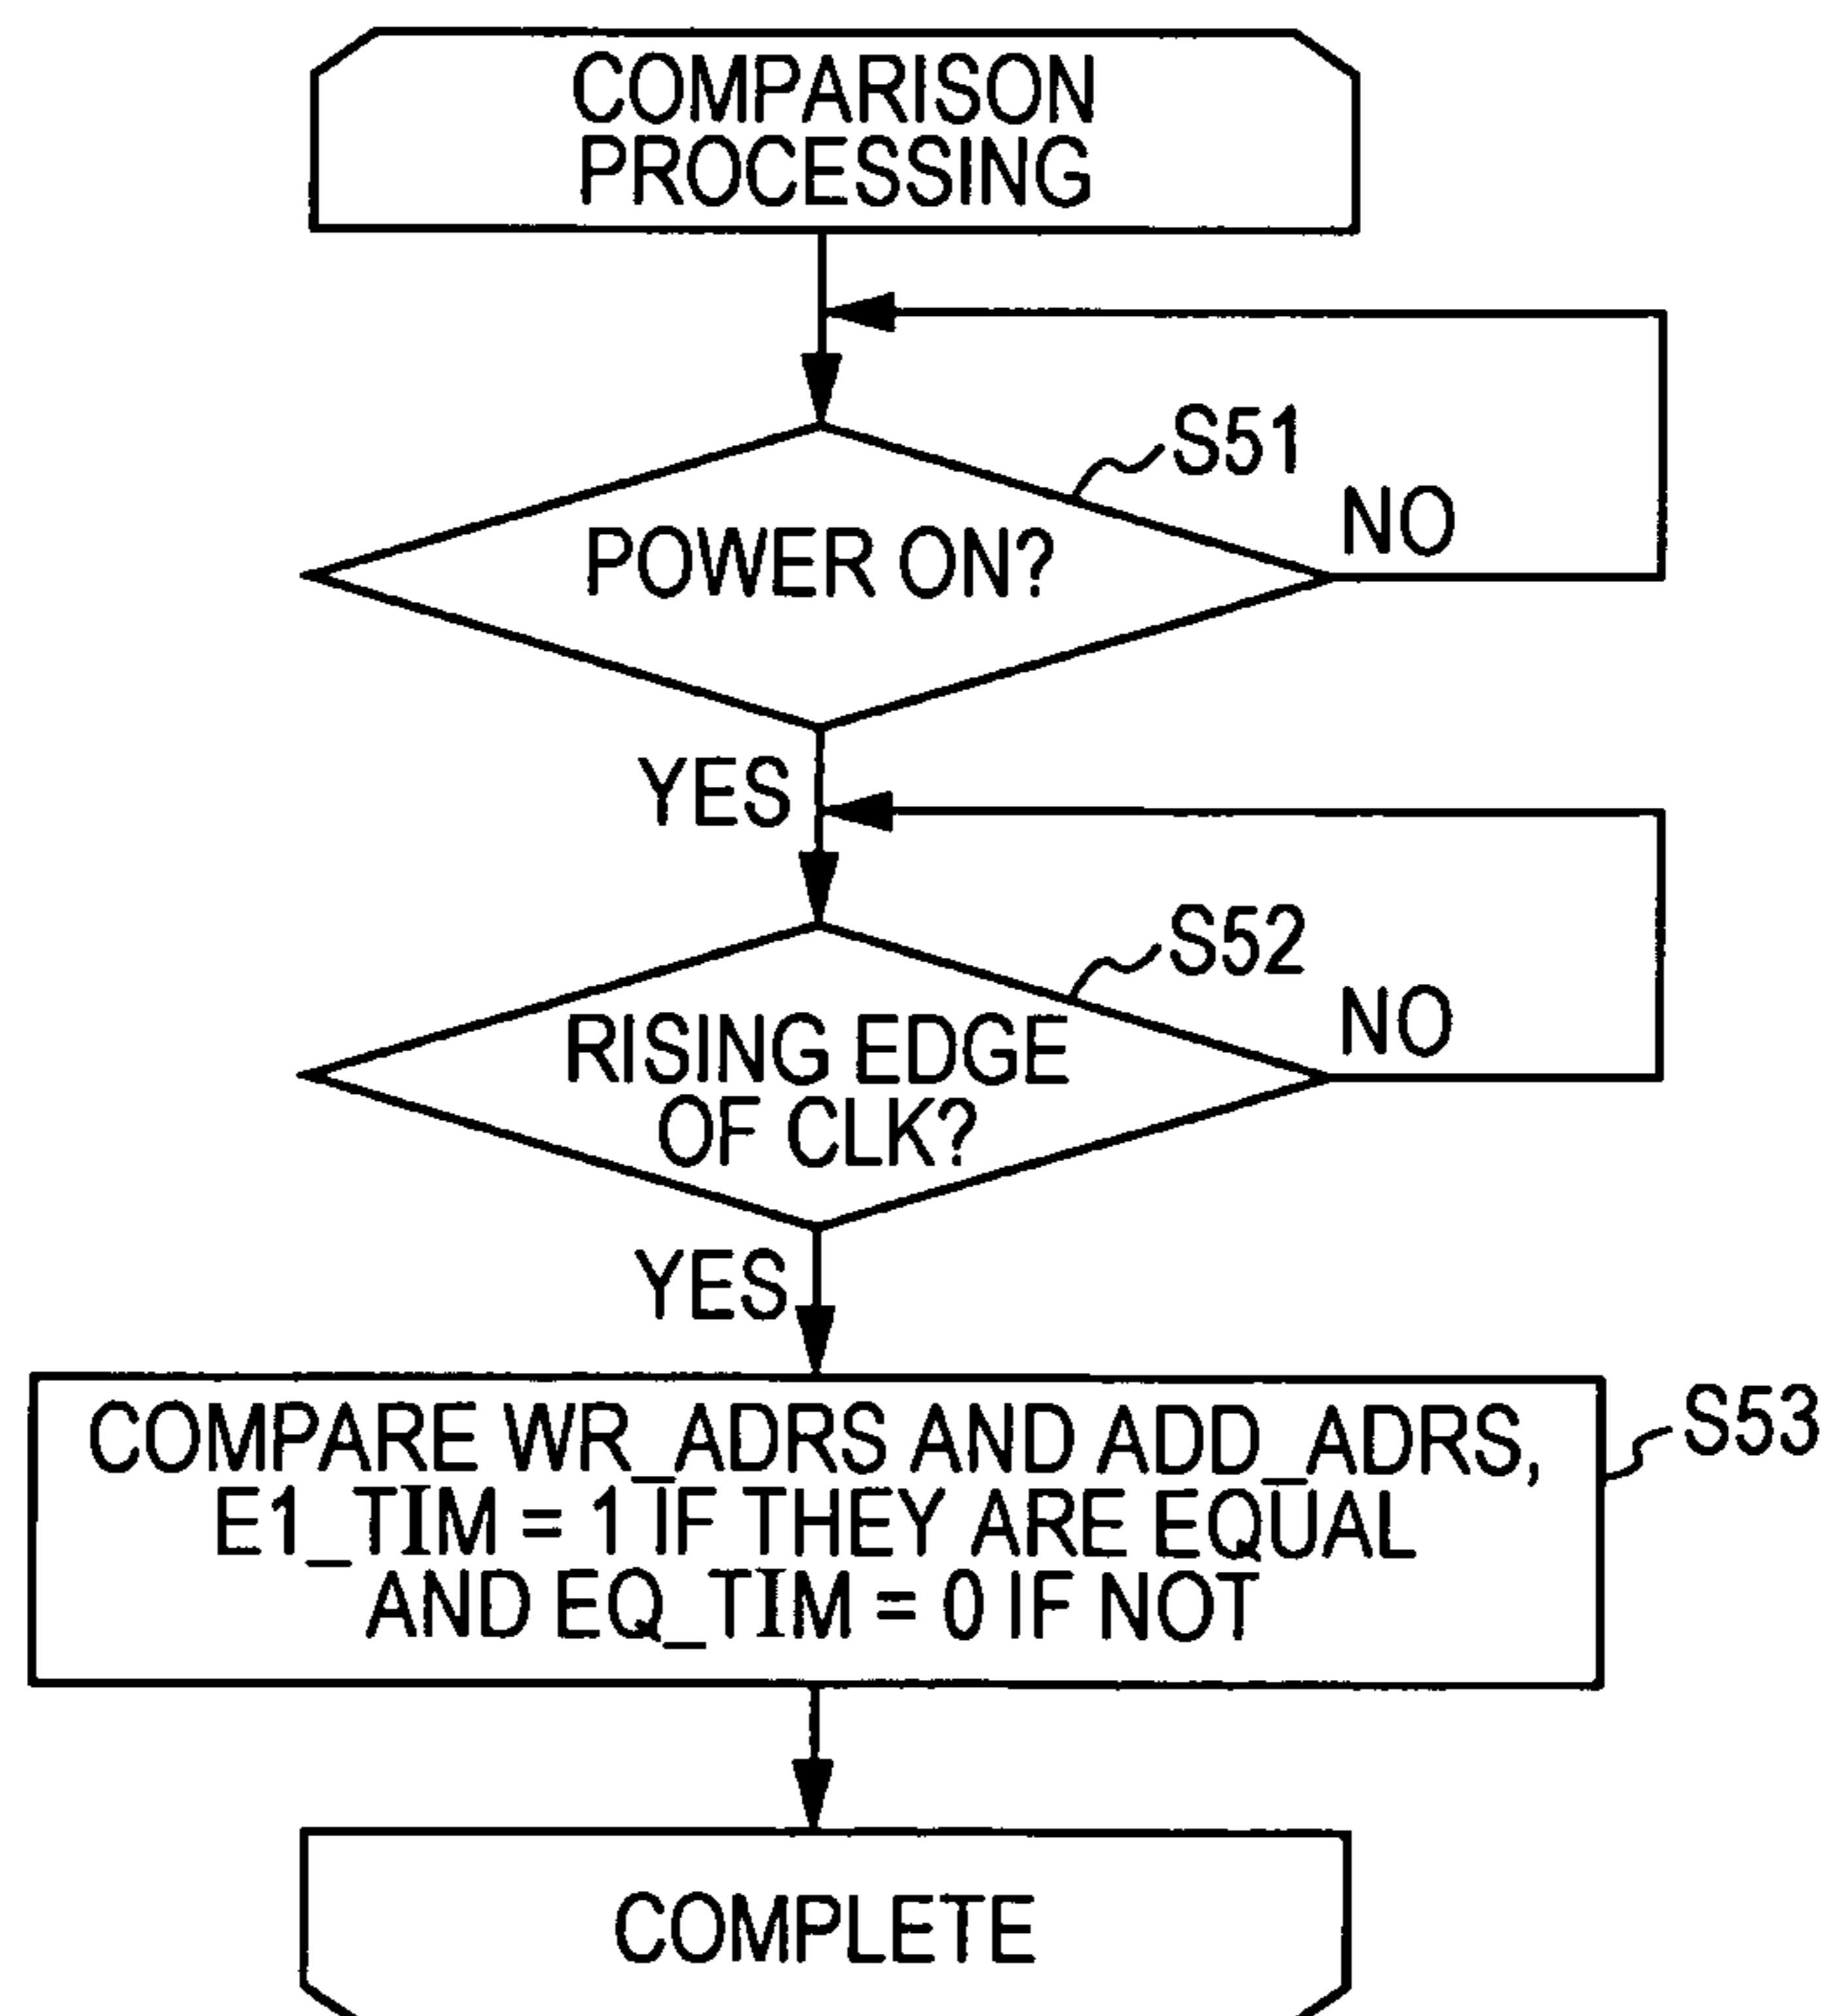 COMPARISON
PROCESSING
S51
POWER ON?
NO
YES
S52
RISING EDGE
OF CLK?
NO
YES
S53
COMPARE WR_ADRS AND ADD_ADRS,
E1_TIM = 1 IF THEY ARE EQUAL
AND EQ_TIM = 0 IF NOT
COMPLETE